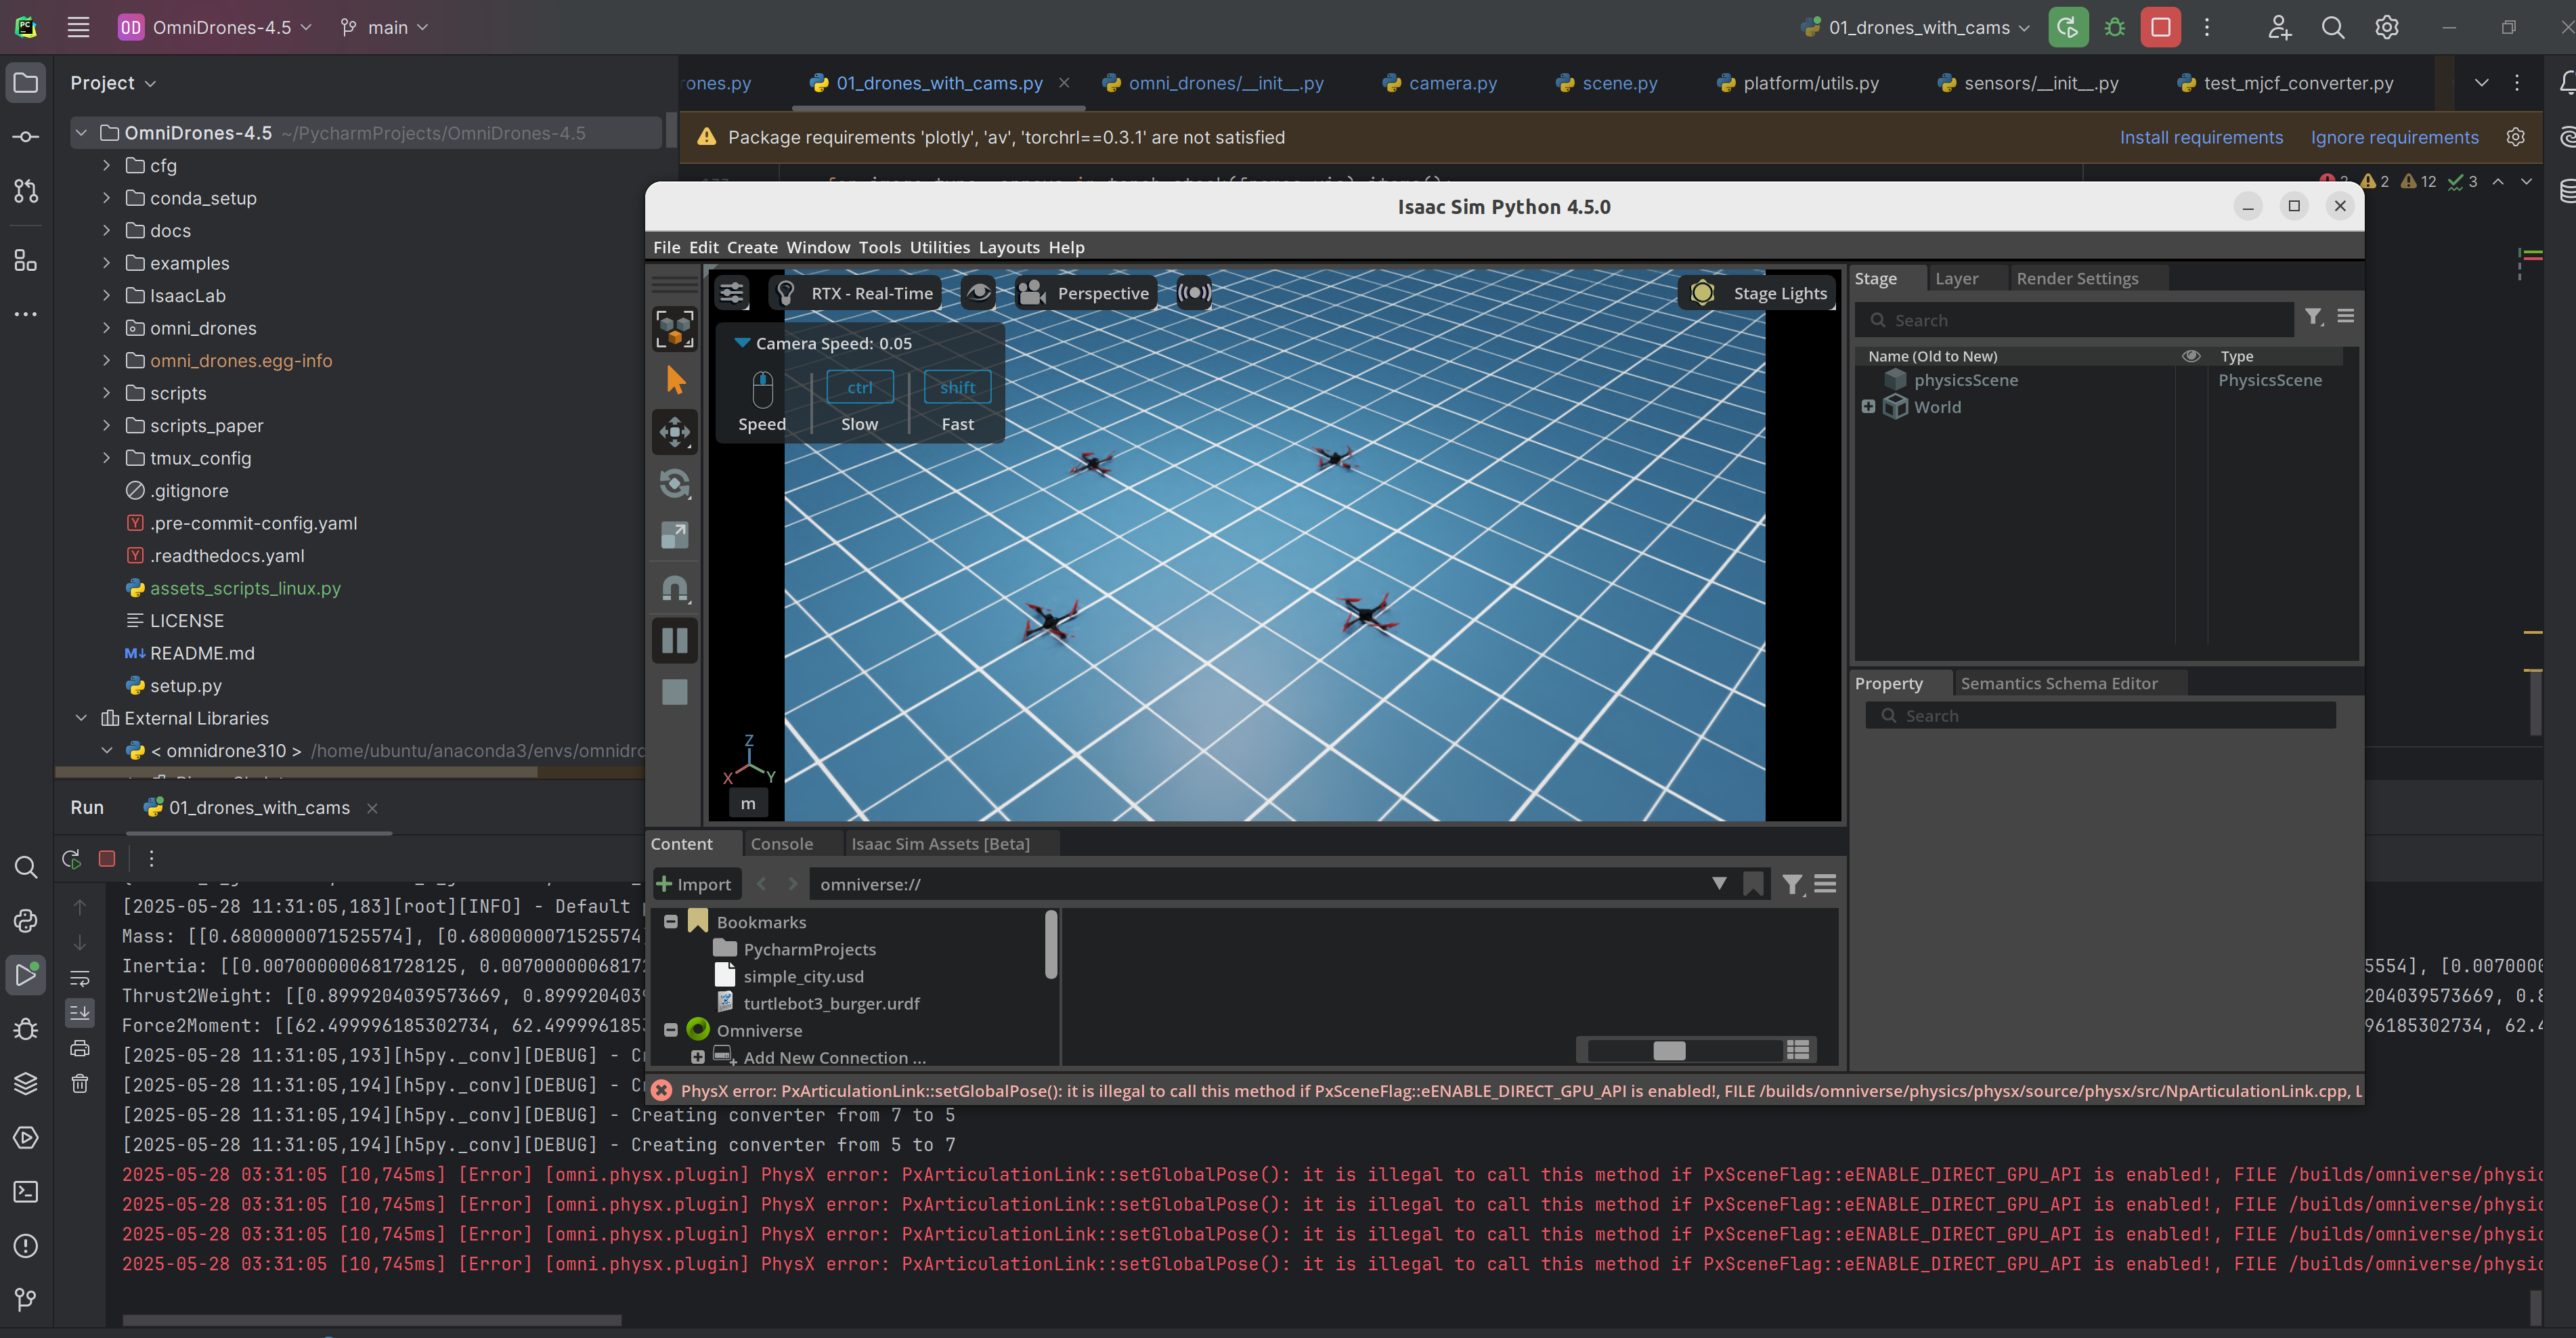 OD OmniDrones-4.5 main 01_drones_with_cams
Project
rones.py 01_drones_with_cams.py omni_drones/__init__.py camera.py scene.py platform/utils.py sensors/__init__.py test_mjcf_converter.py
Package requirements 'plotly', 'av', 'torchrl==0.3.1' are not satisfied Install requirements Ignore requirements
2 12 3
OmniDrones-4.5 ~/PycharmProjects/OmniDrones-4.5
cfg
conda_setup
docs
examples
IsaacLab
omni_drones
omni_drones.egg-info
scripts
scripts_paper
tmux_config
.gitignore
.pre-commit-config.yaml
.readthedocs.yaml
assets_scripts_linux.py
LICENSE
README.md
setup.py
External Libraries
< omnidrone310 > /home/ubuntu/anaconda3/envs/omnidro
Isaac Sim Python 4.5.0
File Edit Create Window Tools Utilities Layouts Help
RTX - Real-Time Perspective Stage Lights
Camera Speed: 0.05
ctrl shift
Speed Slow Fast
Z
X Y
m
Stage Layer Render Settings
Search
Name (Old to New) Type
physicsScene PhysicsScene
World
Property Semantics Schema Editor
Search
Content Console Isaac Sim Assets [Beta]
Import omniverse://
Bookmarks
PycharmProjects
simple_city.usd
turtlebot3_burger.urdf
Omniverse
Add New Connection ...
PhysX error: PxArticulationLink::setGlobalPose(): it is illegal to call this method if PxSceneFlag::eENABLE_DIRECT_GPU_API is enabled!, FILE /builds/omniverse/physics/physx/source/physx/src/NpArticulationLink.cpp, L
Run 01_drones_with_cams
[2025-05-28 11:31:05,183][root][INFO] - Default
Mass: [[0.6800000071525574], [0.6800000071525574
Inertia: [[0.007000000681728125, 0.0070000006817 5554], [0.0070000
Thrust2Weight: [[0.8999204039573669, 0.899920403 204039573669, 0.8
Force2Moment: [[62.499996185302734, 62.499996185 96185302734, 62.4
[2025-05-28 11:31:05,193][h5py._conv][DEBUG] - Cr
[2025-05-28 11:31:05,194][h5py._conv][DEBUG] - Cr
[2025-05-28 11:31:05,194][h5py._conv][DEBUG] - Creating converter from 7 to 5
[2025-05-28 11:31:05,194][h5py._conv][DEBUG] - Creating converter from 5 to 7
2025-05-28 03:31:05 [10,745ms] [Error] [omni.physx.plugin] PhysX error: PxArticulationLink::setGlobalPose(): it is illegal to call this method if PxSceneFlag::eENABLE_DIRECT_GPU_API is enabled!, FILE /builds/omniverse/physic
2025-05-28 03:31:05 [10,745ms] [Error] [omni.physx.plugin] PhysX error: PxArticulationLink::setGlobalPose(): it is illegal to call this method if PxSceneFlag::eENABLE_DIRECT_GPU_API is enabled!, FILE /builds/omniverse/physic
2025-05-28 03:31:05 [10,745ms] [Error] [omni.physx.plugin] PhysX error: PxArticulationLink::setGlobalPose(): it is illegal to call this method if PxSceneFlag::eENABLE_DIRECT_GPU_API is enabled!, FILE /builds/omniverse/physic
2025-05-28 03:31:05 [10,745ms] [Error] [omni.physx.plugin] PhysX error: PxArticulationLink::setGlobalPose(): it is illegal to call this method if PxSceneFlag::eENABLE_DIRECT_GPU_API is enabled!, FILE /builds/omniverse/physic